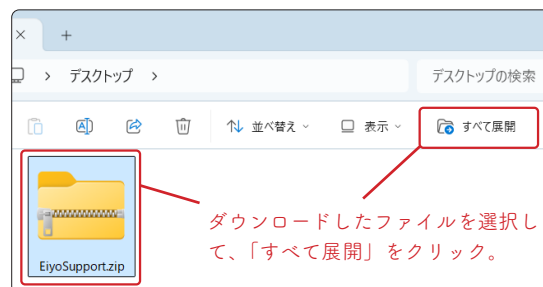 × +
> デスクトップ >
デスクトップの検索
並べ替え 表示 すべて展開
EiyoSupport.zip
ダウンロードしたファイルを選択し
て、「すべて展開」をクリック。